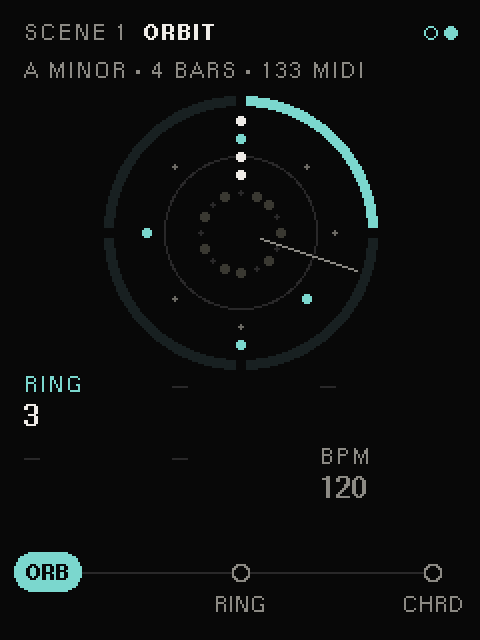 SCENE 1 ORBIT
A MINOR · 4 BARS · 133 MIDI
RING
3
BPM
120
ORB
RING
CHRD